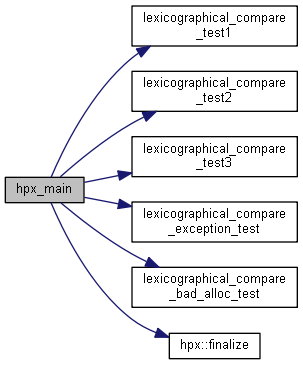 lexicographical_compare
_test1
lexicographical_compare
_test2
lexicographical_compare
_test3
hpx_main
lexicographical_compare
_exception_test
lexicographical_compare
_bad_alloc_test
hpx::finalize